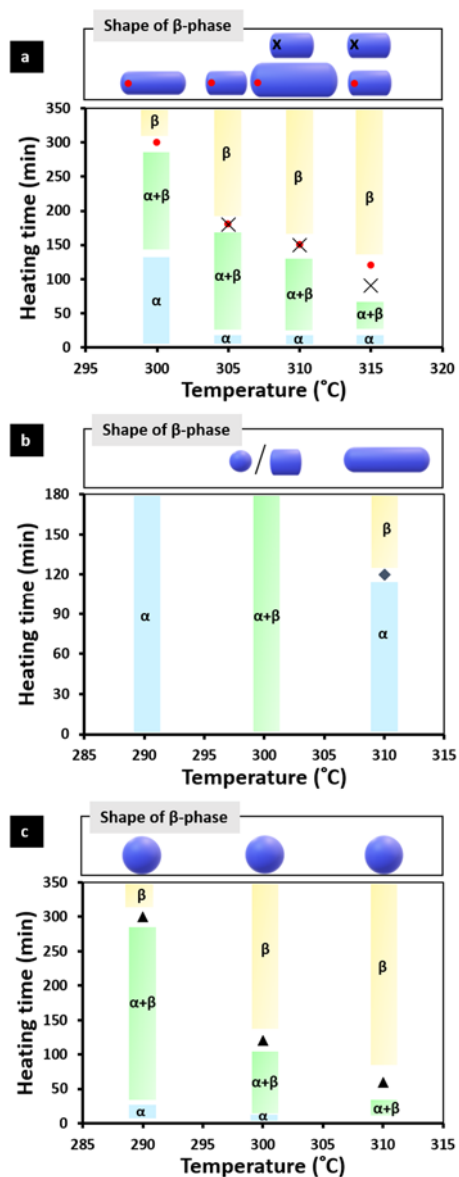 Shape of β-phase
a
X X
350
300
250
200
150
100
50
0
Heating time (min)
β
α+β
α
β
α+β
α
β
α+β
α
β
α+β
α
295 300 305 310 315 320
Temperature (˚C)
Shape of β-phase
b
/
180
150
120
90
60
30
0
Heating time (min)
α
α+β
β
α
285 290 295 300 305 310 315
Temperature (˚C)
c
Shape of β-phase
350
300
250
200
150
100
50
0
Heating time (min)
β
α+β
α
β
α+β
α
β
α+β
285 290 295 300 305 310 315
Temperature (˚C)